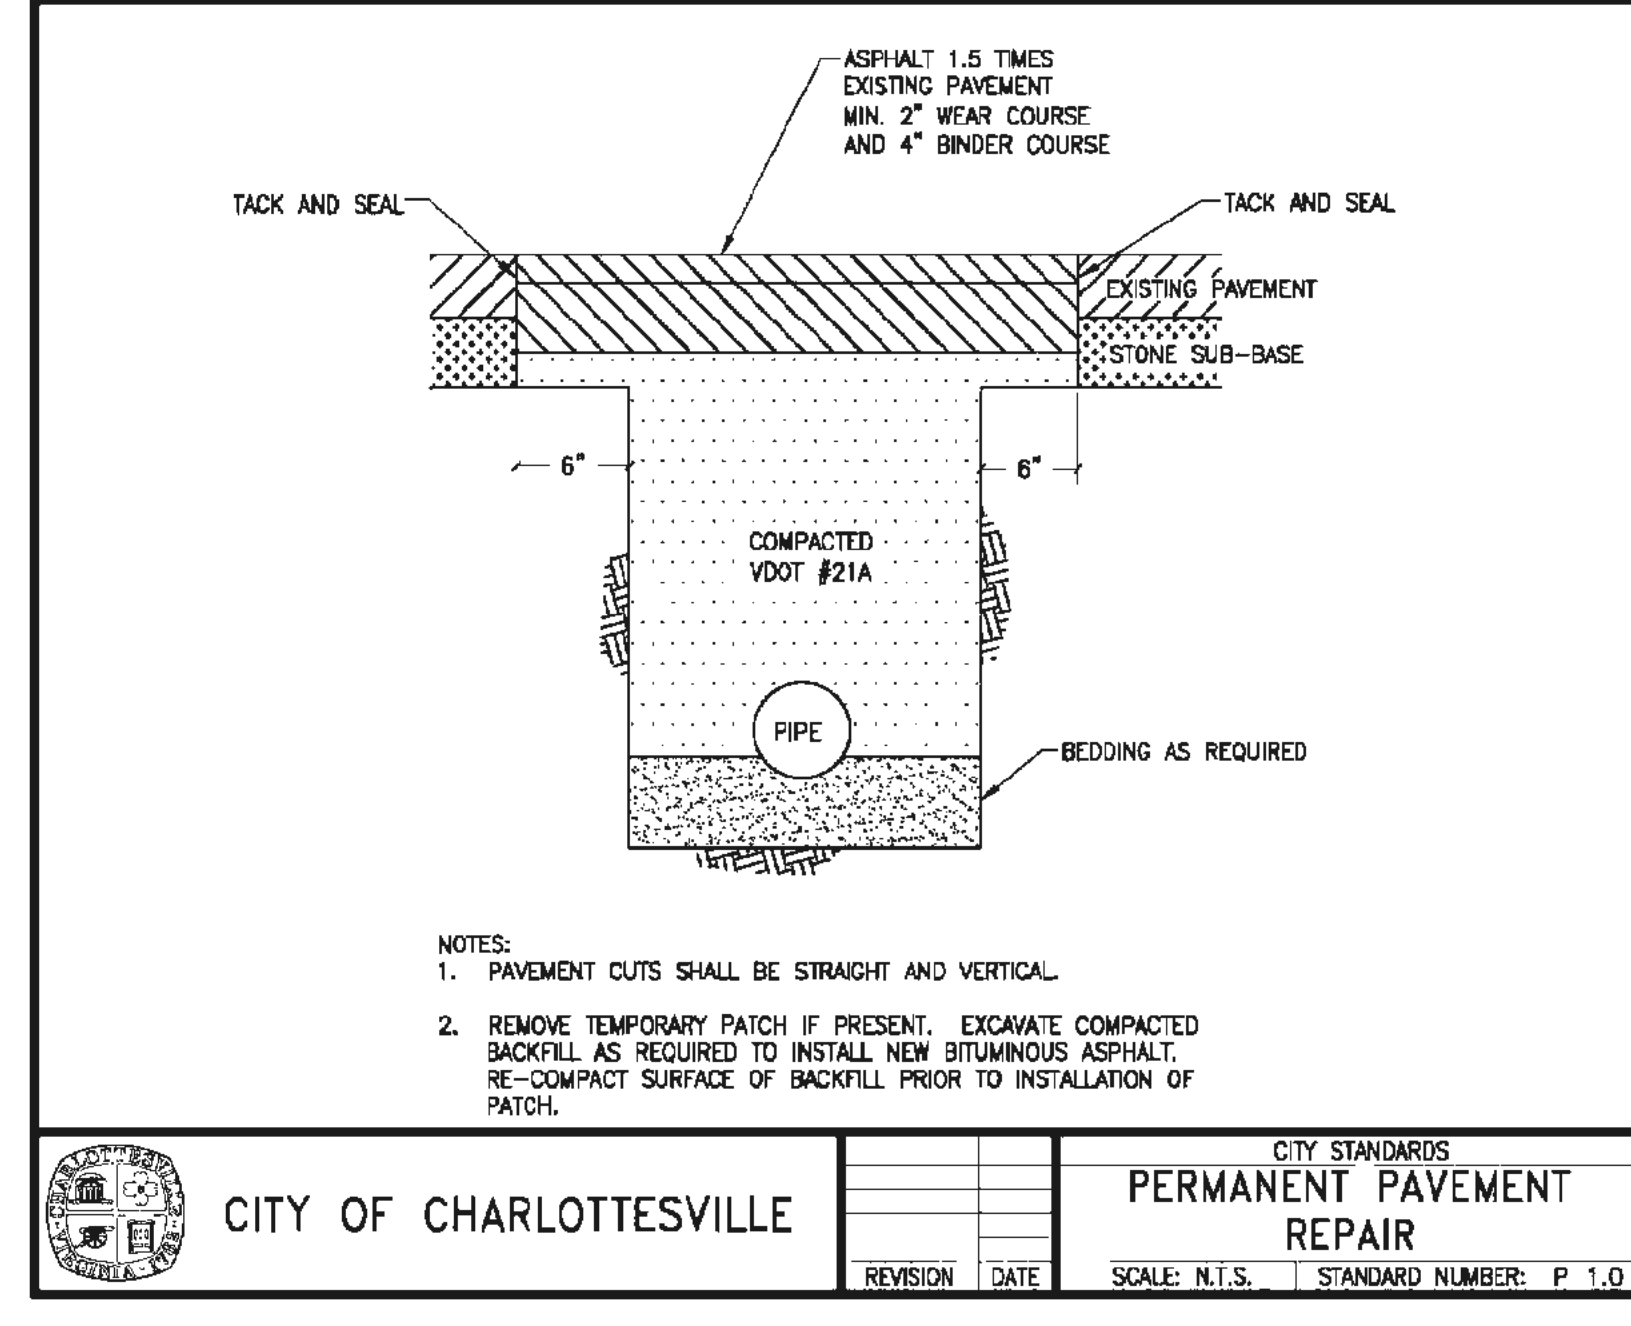 ASPHALT 1.5 TIMES
EXISTING PAVEMENT
MIN. 2" WEAR COURSE
AND 4" BINDER COURSE
TACK AND SEAL
TACK AND SEAL
EXISTING PAVEMENT
STONE SUB-BASE
6"
6"
COMPACTED
VDOT #21A
PIPE
BEDDING AS REQUIRED
NOTES:
1. PAVEMENT CUTS SHALL BE STRAIGHT AND VERTICAL.
2. REMOVE TEMPORARY PATCH IF PRESENT. EXCAVATE COMPACTED
BACKFILL AS REQUIRED TO INSTALL NEW BITUMINOUS ASPHALT.
RE-COMPACT SURFACE OF BACKFILL PRIOR TO INSTALLATION OF
PATCH.
CHARLOTTESVILLE
VIRGINIA
CITY OF CHARLOTTESVILLE
REVISION
DATE
CITY STANDARDS
PERMANENT PAVEMENT
REPAIR
SCALE: N.T.S.
STANDARD NUMBER: P 1.0